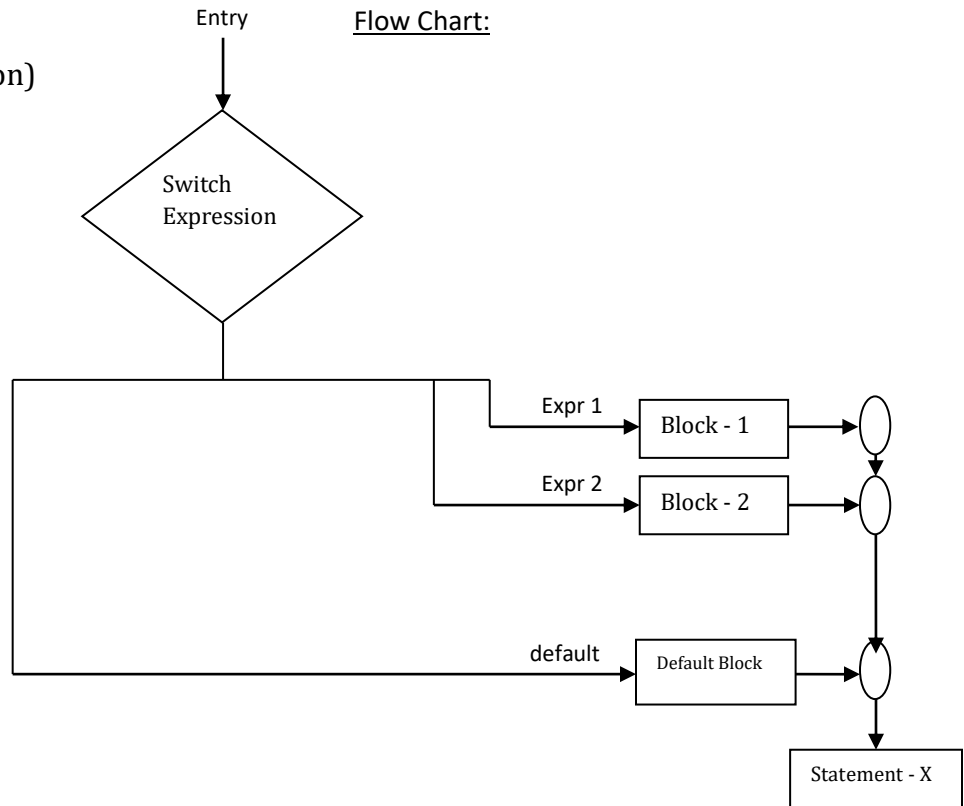 Entry
Flow Chart:
on)
Switch
Expression
Expr 1
Block - 1
Expr 2
Block - 2
default
Default Block
Statement - X